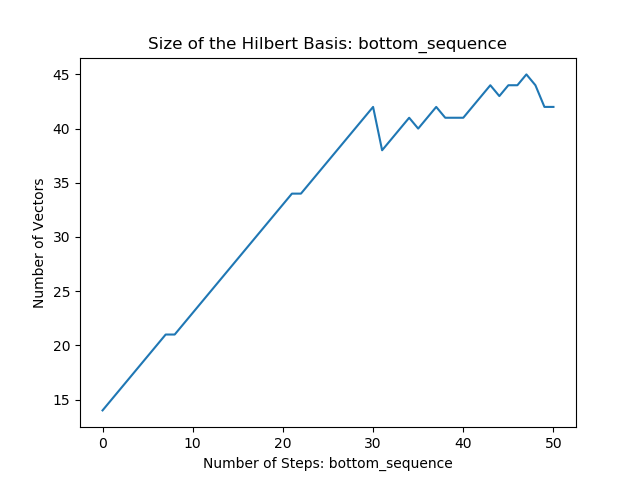 Size of the Hilbert Basis: bottom_sequence
45
40
35
30
25
20
15
Number of Vectors
0 10 20 30 40 50
Number of Steps: bottom_sequence